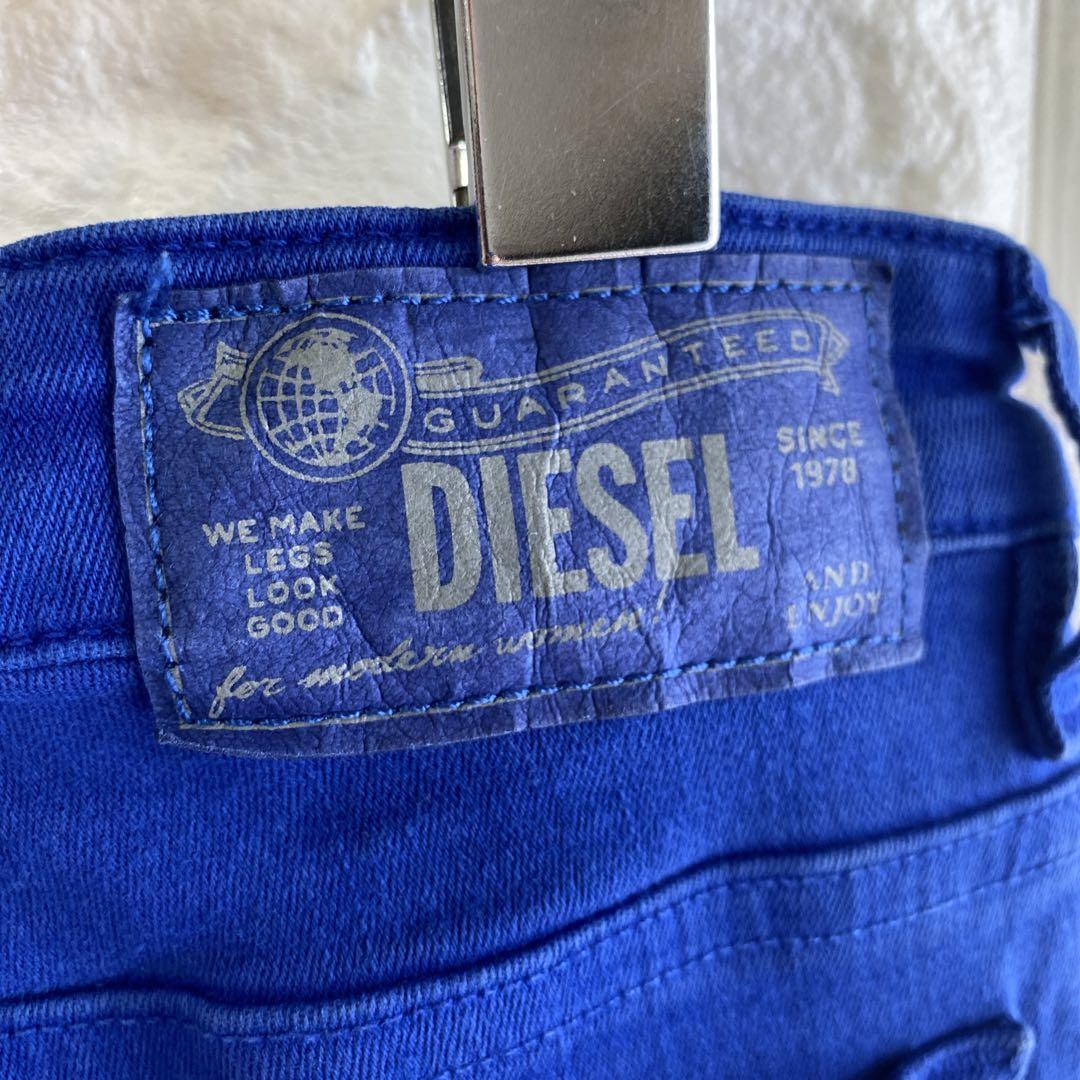 GUARANTEED
DIESEL
SINCE
1978
WE MAKE
LEGS
LOOK
GOOD
AND
ENJOY
for modern women!